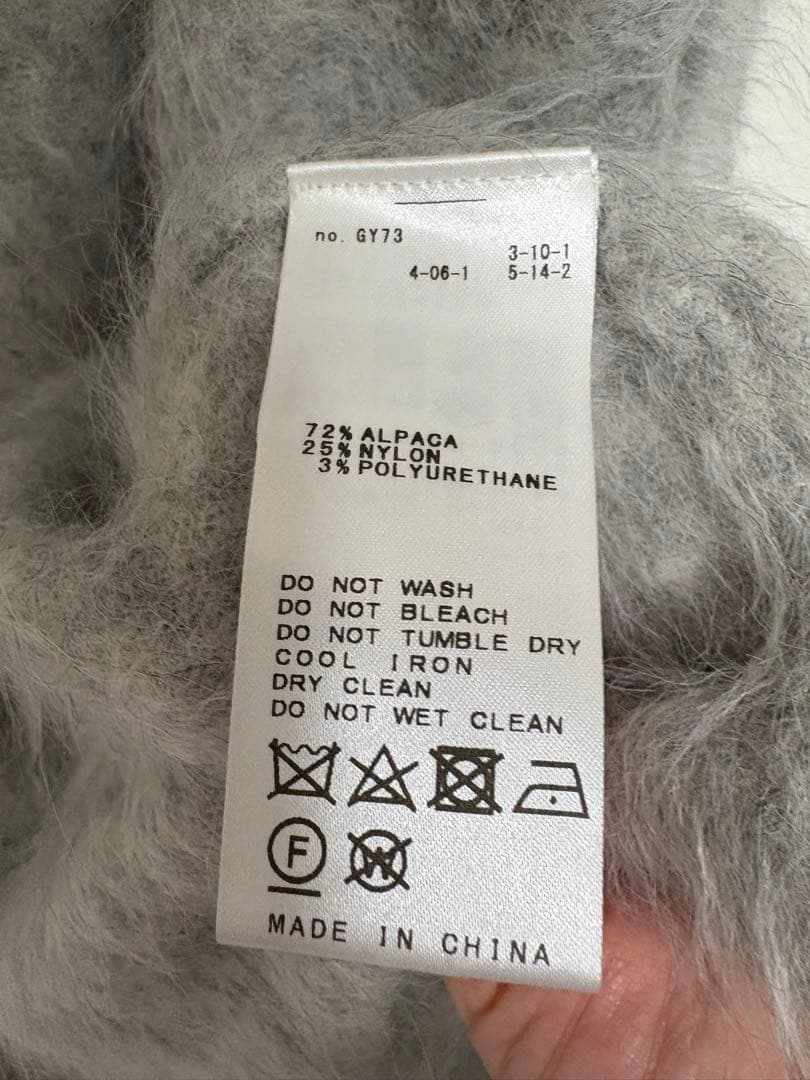 no. GY73
3-10-1
4-06-1 5-14-2
72% ALPACA
25% NYLON
3% POLYURETHANE
DO NOT WASH
DO NOT BLEACH
DO NOT TUMBLE DRY
COOL IRON
DRY CLEAN
DO NOT WET CLEAN
F W
MADE IN CHINA